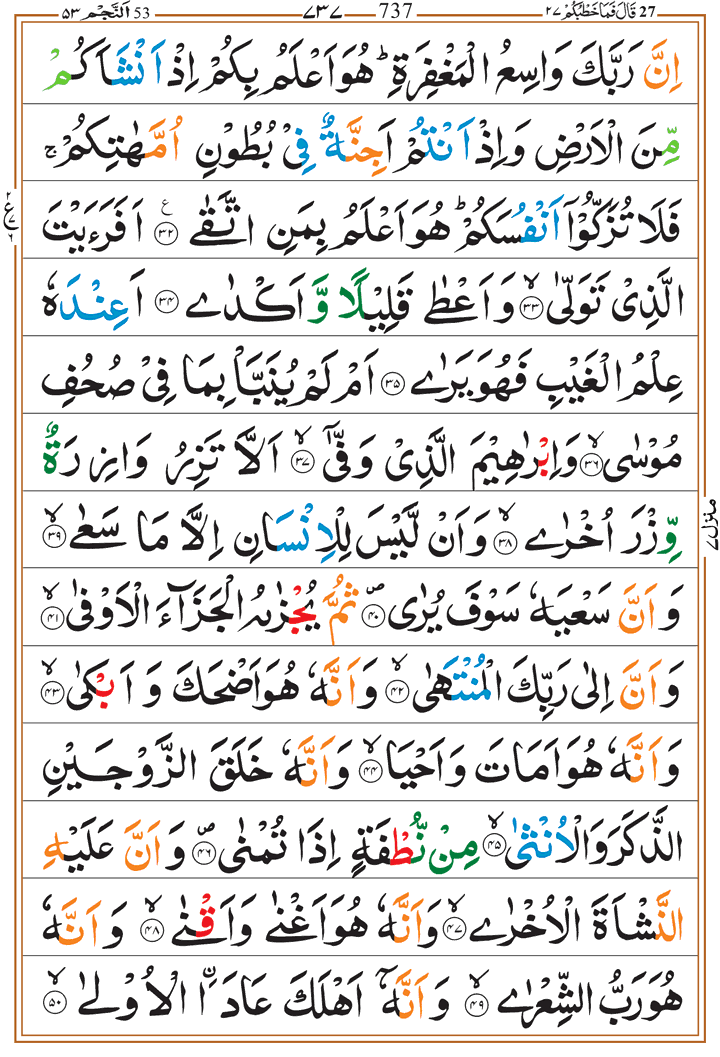 27 قَالَ فَمَا خَطْبُكُمْ ٢٧ 737 ٧٣٧ اَلنَّجْم 53 ٥٣
اِنَّ رَبَّكَ وَاسِعُ الْمَغْفِرَةِ ؕ هُوَ اَعْلَمُ بِكُمْ اِذْ اَنْشَاَكُمْ
مِّنَ الْاَرْضِ وَاِذْ اَنْتُمْ اَجِنَّةٌ فِىْ بُطُوْنِ اُمَّهٰتِكُمْ ۚ
فَلَا تُزَكُّوْۤا اَنْفُسَكُمْ ؕ هُوَ اَعْلَمُ بِمَنِ اتَّقٰى ۝٣٢ ع اَفَرَءَيْتَ
الَّذِىْ تَوَلّٰى ۙ‏ ۝٣٣ وَاَعْطٰى قَلِيْلًا وَّاَكْدٰى ۝٣٤ اَعِنْدَهٗ
عِلْمُ الْغَيْبِ فَهُوَ يَرٰى ۝٣٥ اَمْ لَمْ يُنَبَّاْ بِمَا فِىْ صُحُفِ
مُوْسٰى ۙ ۝٣٦ وَاِبْرٰهِيْمَ الَّذِىْ وَفّٰىۤ ۙ ۝٣٧ اَلَّا تَزِرُ وَازِرَةٌ
وِّزْرَ اُخْرٰى ۙ ۝٣٨ وَاَنْ لَّيْسَ لِلْاِنْسَانِ اِلَّا مَا سَعٰى ۙ ۝٣٩
وَاَنَّ سَعْيَهٗ سَوْفَ يُرٰى ۪ ۝٤٠ ثُمَّ يُجْزٰىهُ الْجَزَآءَ الْاَوْفٰى ۙ ۝٤١
وَاَنَّ اِلٰى رَبِّكَ الْمُنْتَهٰى ۙ ۝٤٢ وَاَنَّهٗ هُوَ اَضْحَكَ وَاَبْكٰى ۙ ۝٤٣
وَاَنَّهٗ هُوَ اَمَاتَ وَاَحْيَا ۙ ۝٤٤ وَاَنَّهٗ خَلَقَ الزَّوْجَيْنِ
الذَّكَرَ وَالْاُنْثٰى ۙ ۝٤٥ مِنْ نُّطْفَةٍ اِذَا تُمْنٰى ۪ ۝٤٦ وَاَنَّ عَلَيْهِ
النَّشْاَةَ الْاُخْرٰى ۙ ۝٤٧ وَاَنَّهٗ هُوَ اَغْنٰى وَاَقْنٰى ۙ ۝٤٨ وَاَنَّهٗ
هُوَ رَبُّ الشِّعْرٰى ۙ ۝٤٩ وَاَنَّهٗۤ اَهْلَكَ عَادَا۟ ۨالْاُوْلٰى ۙ ۝٥٠
٢ ع ٦
منزل ٧